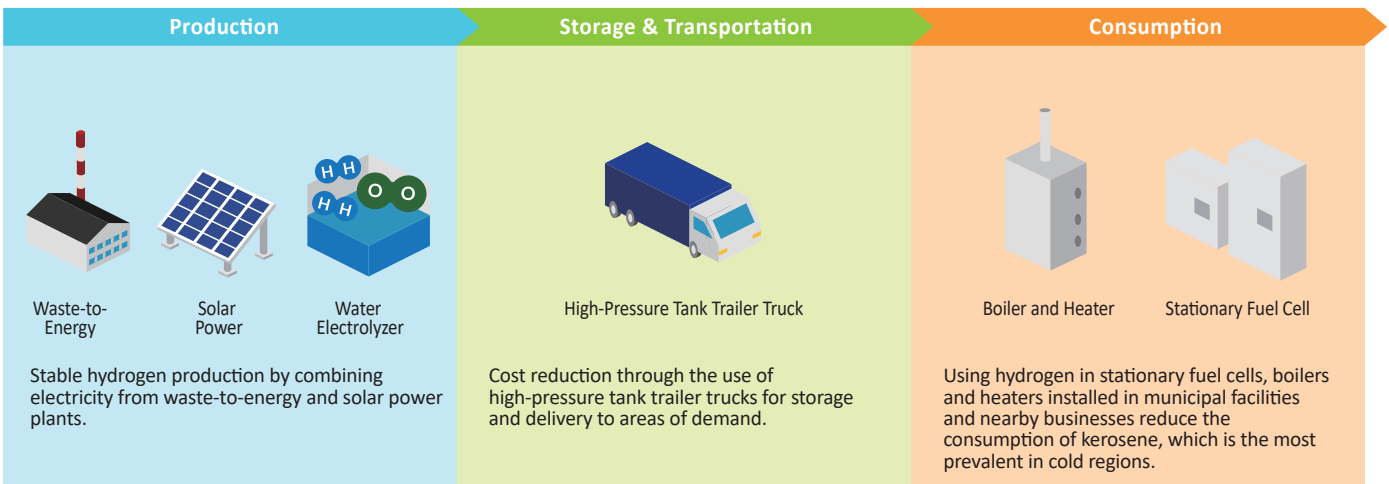 Production
Storage & Transportation
Consumption
H H
O O
H H
Waste-to-
Energy
Solar
Power
Water
Electrolyzer
High-Pressure Tank Trailer Truck
Boiler and Heater
Stationary Fuel Cell
Stable hydrogen production by combining
electricity from waste-to-energy and solar power
plants.
Cost reduction through the use of
high-pressure tank trailer trucks for storage
and delivery to areas of demand.
Using hydrogen in stationary fuel cells, boilers
and heaters installed in municipal facilities
and nearby businesses reduce the
consumption of kerosene, which is the most
prevalent in cold regions.